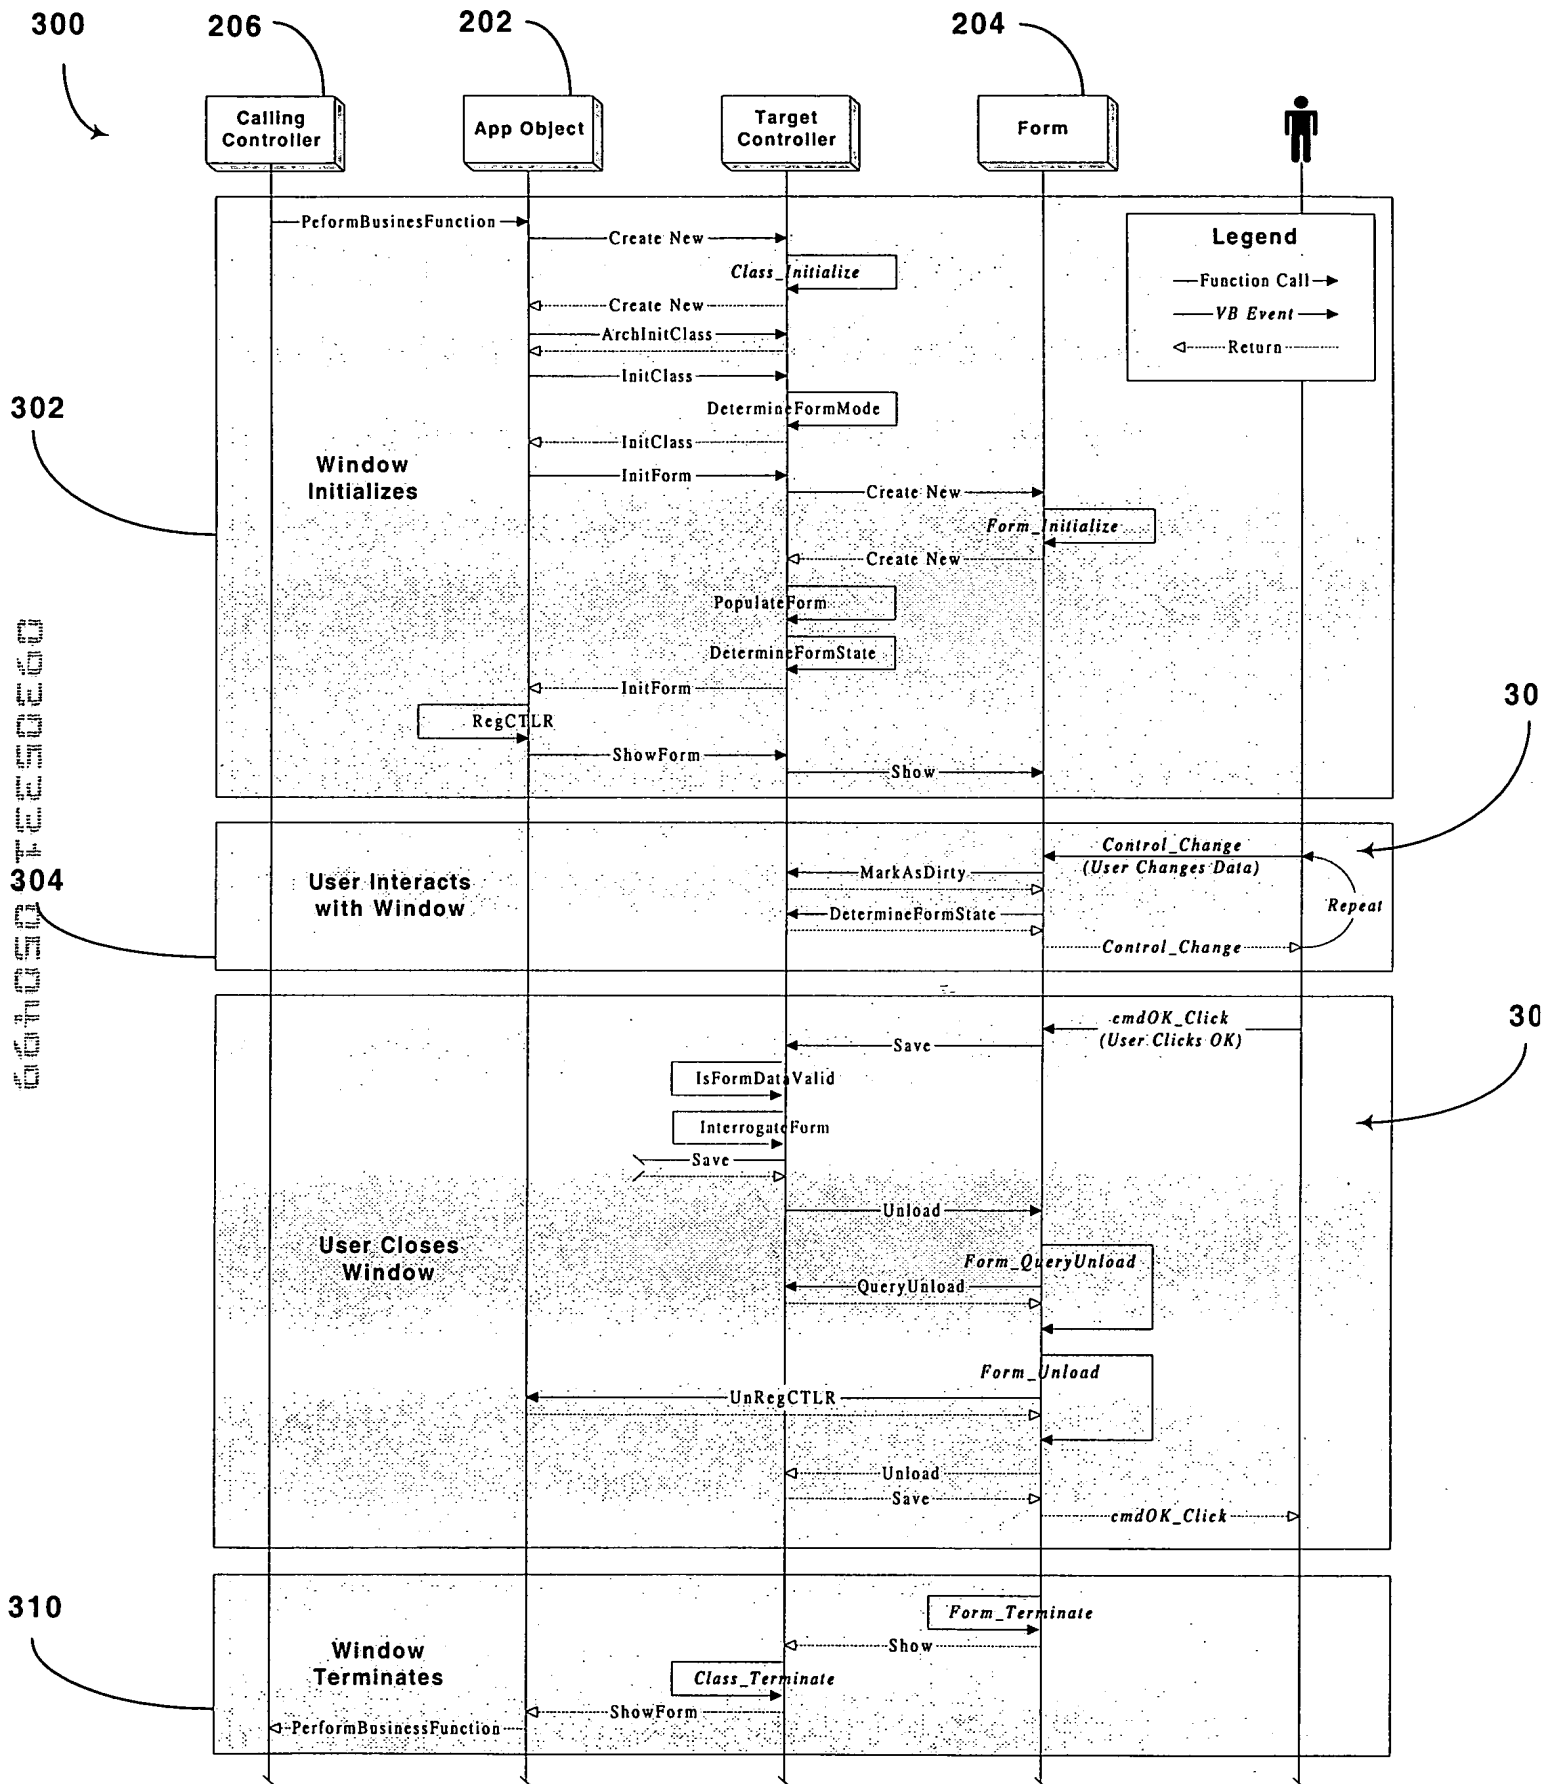 300
206
202
204
Calling
Controller
App Object
Target
Controller
Form
PeformBusinesFunction
Create New
Class_Initialize
Create New
ArchInitClass
InitClass
DetermineFormMode
InitClass
InitForm
Create New
Form_Initialize
Create New
PopulateForm
DetermineFormState
InitForm
RegCTLR
ShowForm
Show
Legend
Function Call
VB Event
Return
302
Window
Initializes
30
304
User Interacts
with Window
Control_Change
(User Changes Data)
MarkAsDirty
DetermineFormState
Control_Change
Repeat
30
cmdOK_Click
(User Clicks OK)
Save
IsFormDataValid
InterrogateForm
Save
Unload
User Closes
Window
Form_QueryUnload
QueryUnload
Form_Unload
UnRegCTLR
Unload
Save
cmdOK_Click
310
Window
Terminates
Form_Terminate
Show
Class_Terminate
ShowForm
PerformBusinessFunction